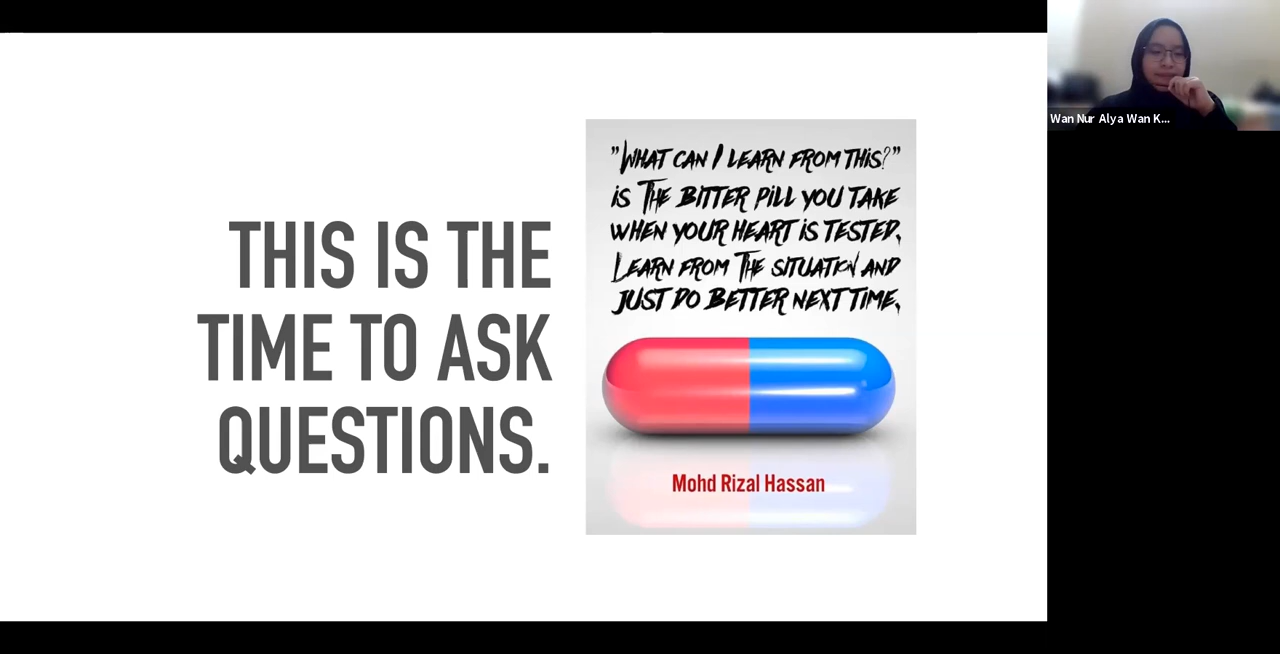 THIS IS THE
TIME TO ASK
QUESTIONS.
"WHAT CAN I LEARN FROM THIS?"
IS THE BITTER PILL YOU TAKE
WHEN YOUR HEART IS TESTED.
LEARN FROM THE SITUATION AND
JUST DO BETTER NEXT TIME.
Mohd Rizal Hassan
Wan Nur Alya Wan K...